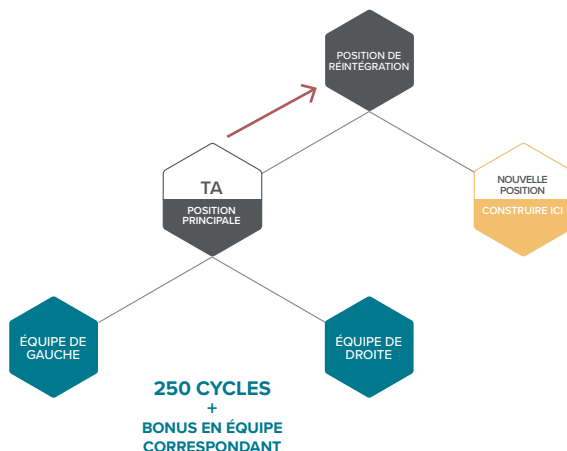 POSITION DE
RÉINTÉGRATION
TA
POSITION
PRINCIPALE
NOUVELLE
POSITION
CONSTRUIRE ICI
ÉQUIPE DE
GAUCHE
ÉQUIPE DE
DROITE
250 CYCLES
+
BONUS EN ÉQUIPE
CORRESPONDANT